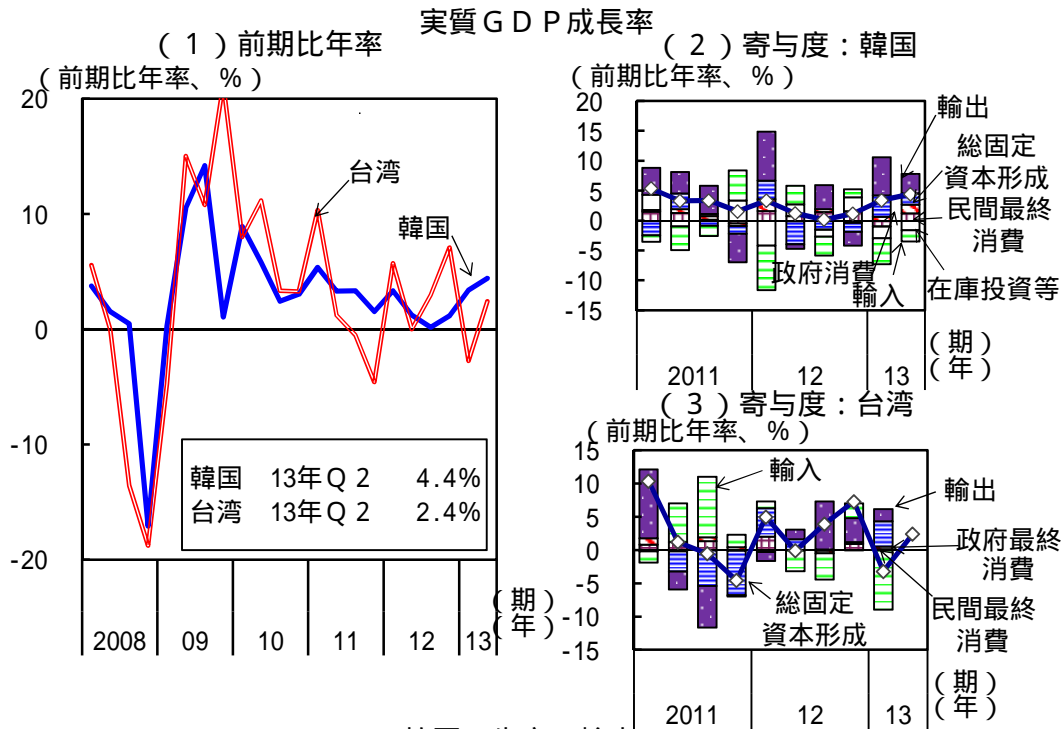 実質ＧＤＰ成長率
（１）前期比年率
（前期比年率、％）
20
10
0
-10
-20
台湾
韓国
韓国 13年Ｑ２ 4.4%
台湾 13年Ｑ２ 2.4%
2008 09 10 11 12 13
（期）
（年）
（２）寄与度：韓国
（前期比年率、％）
20
15
10
5
0
-5
-10
-15
輸出
総固定
資本形成
民間最終
消費
在庫投資等
政府消費
輸入
2011 12 13
（期）
（年）
（３）寄与度：台湾
（前期比年率、％）
15
10
5
0
-5
-10
-15
輸入
輸出
政府最終
消費
民間最終
消費
総固定
資本形成
2011 12 13
（期）
（年）